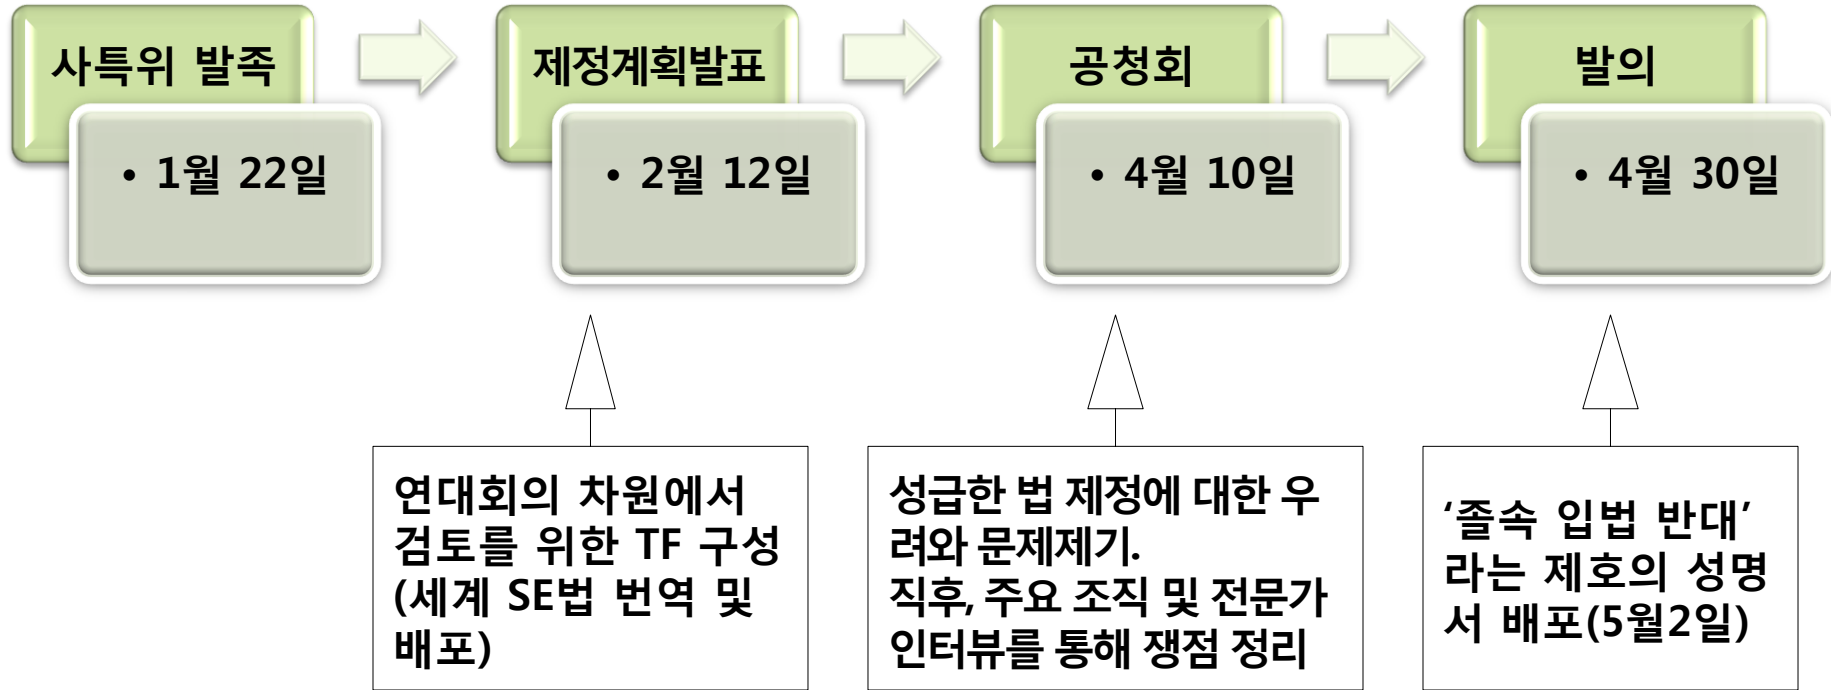 사특위 발족
• 1월 22일
제정계획발표
• 2월 12일
공청회
• 4월 10일
발의
• 4월 30일
연대회의 차원에서
검토를 위한 TF 구성
(세계 SE법 번역 및
배포)
성급한 법 제정에 대한 우
려와 문제제기.
직후, 주요 조직 및 전문가
인터뷰를 통해 쟁점 정리
‘졸속 입법 반대’
라는 제호의 성명
서 배포(5월2일)